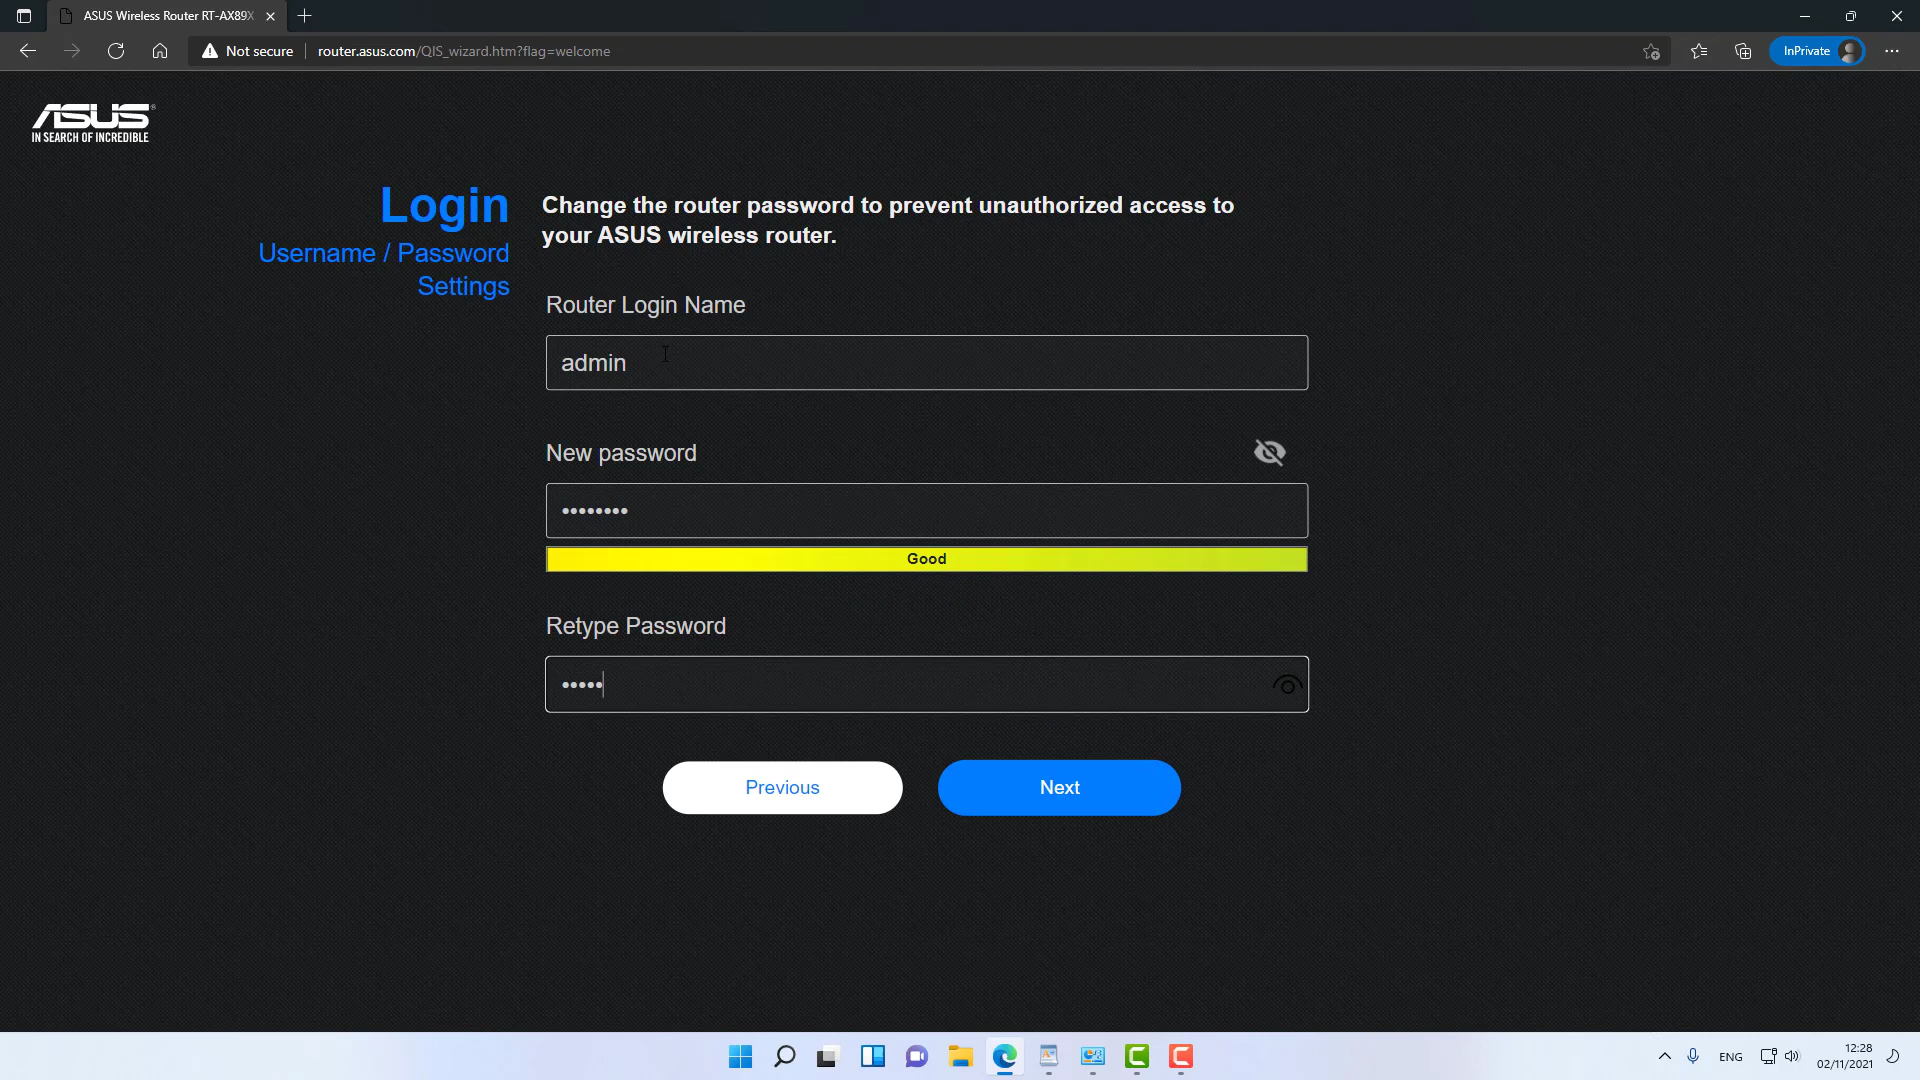 ASUS Wireless Router RT-AX89X
Not secure
router.asus.com/QIS_wizard.htm?flag=welcome
InPrivate
ASUS
IN SEARCH OF INCREDIBLE
Login
Username / Password
Settings
Change the router password to prevent unauthorized access to
your ASUS wireless router.
Router Login Name
admin
New password
••••••••
Good
Retype Password
•••••
Previous
Next
ENG
12:28
02/11/2021